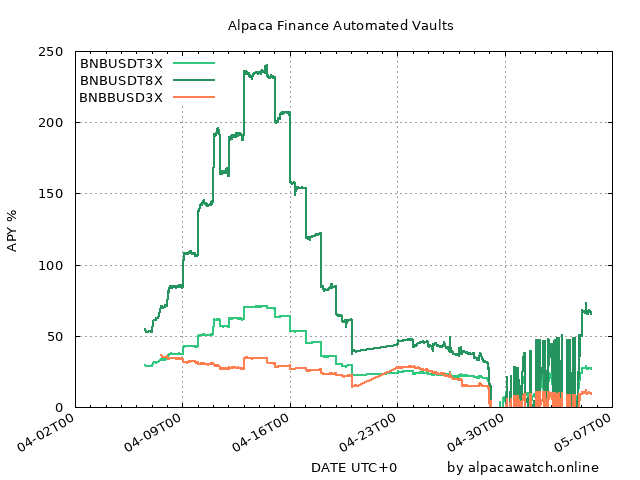 Alpaca Finance Automated Vaults
250
200
150
100
50
0
APY %
BNBUSDT3X
BNBUSDT8X
BNBBUSD3X
04-02T00
04-09T00
04-16T00
04-23T00
04-30T00
05-07T00
DATE UTC+0
by alpacawatch.online